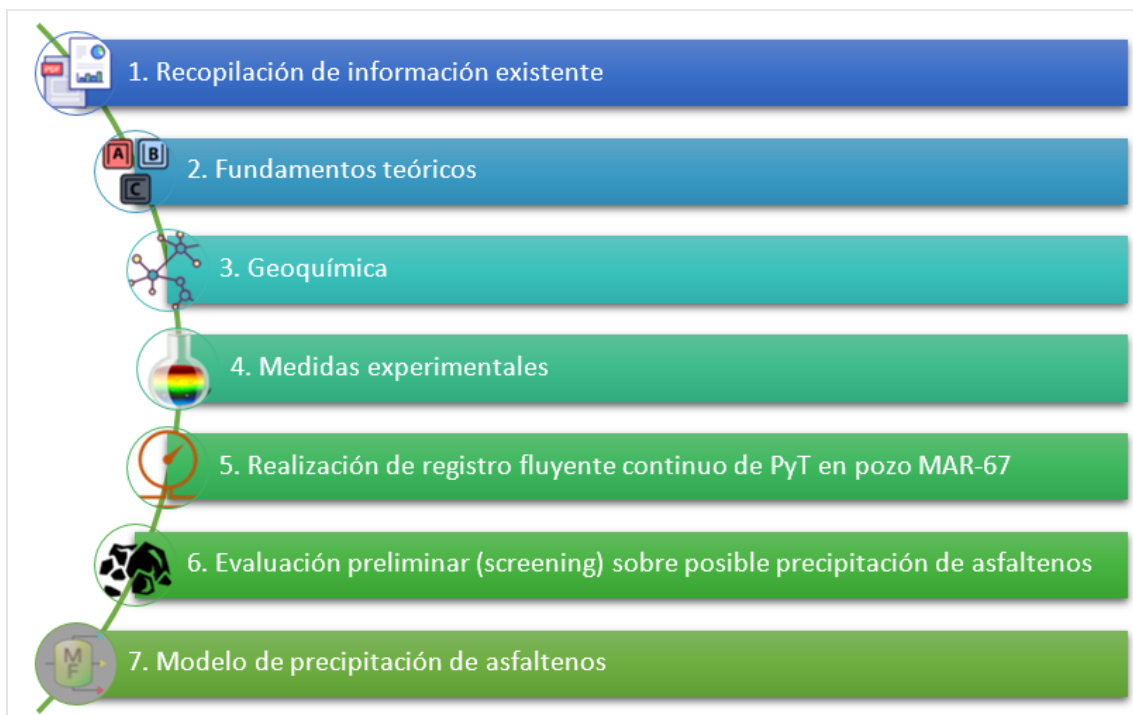 PDF
1. Recopilación de información existente
A B
C
2. Fundamentos teóricos
3. Geoquímica
4. Medidas experimentales
5. Realización de registro fluyente continuo de PyT en pozo MAR-67
6. Evaluación preliminar (screening) sobre posible precipitación de asfaltenos
M
F
7. Modelo de precipitación de asfaltenos